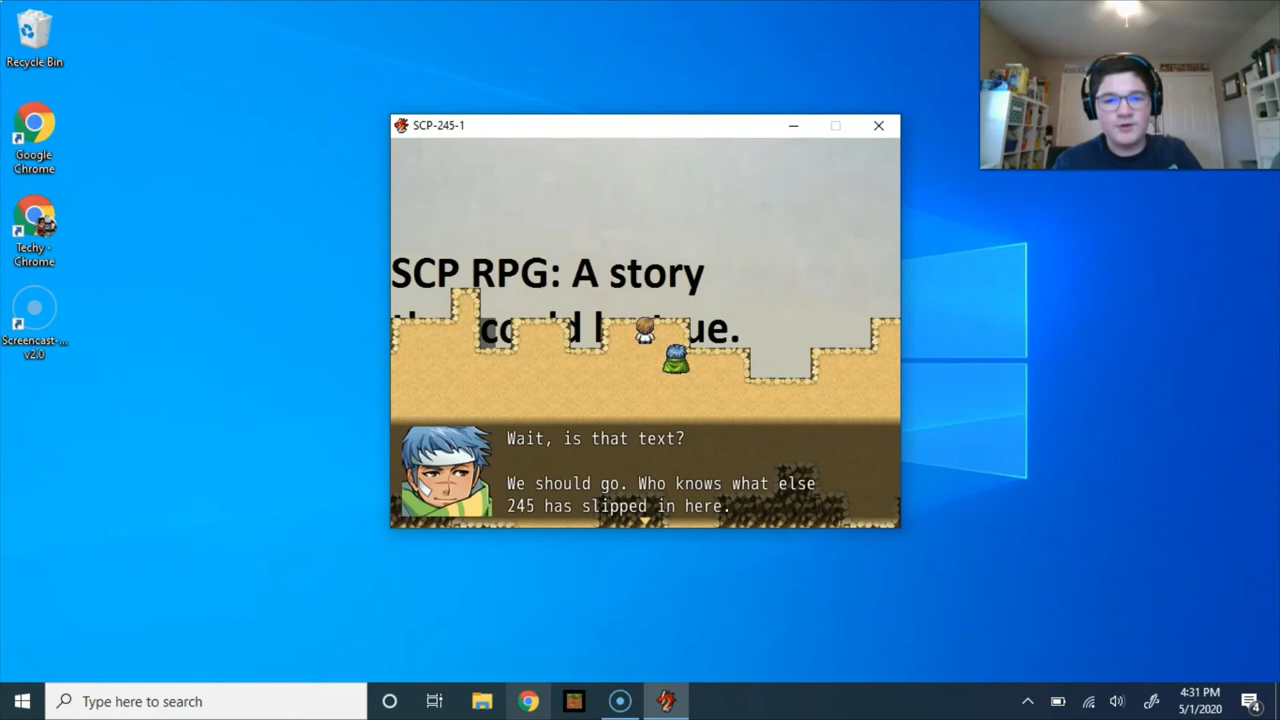 Recycle Bin
Google
Chrome
Techy -
Chrome
Screencast-...
v2.0
SCP-245-1
SCP RPG: A story
ue.
Wait, is that text?
We should go. Who knows what else
245 has slipped in here.
Type here to search
4:31 PM
5/1/2020
4